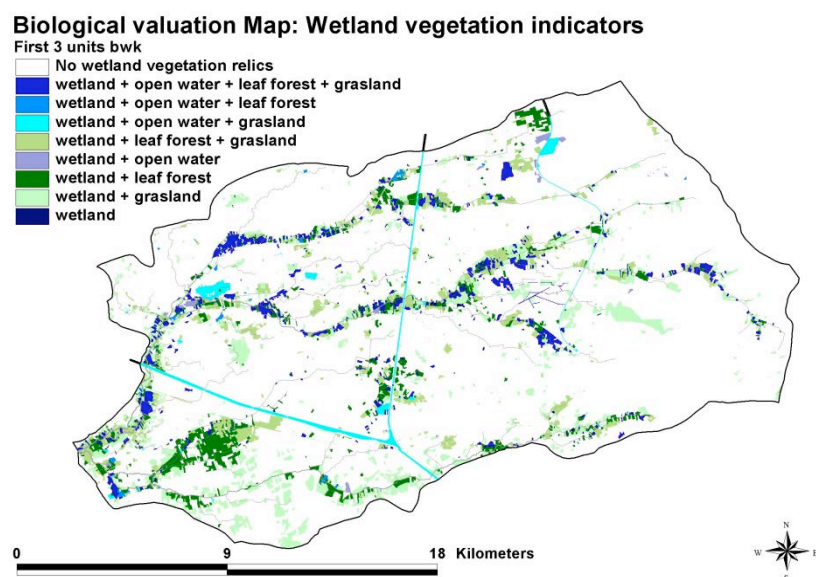 Biological valuation Map: Wetland vegetation indicators
First 3 units bwk
No wetland vegetation relics
wetland + open water + leaf forest + grasland
wetland + open water + leaf forest
wetland + open water + grasland
wetland + leaf forest + grasland
wetland + open water
wetland + leaf forest
wetland + grasland
wetland
0 9 18 Kilometers
N
W E
S